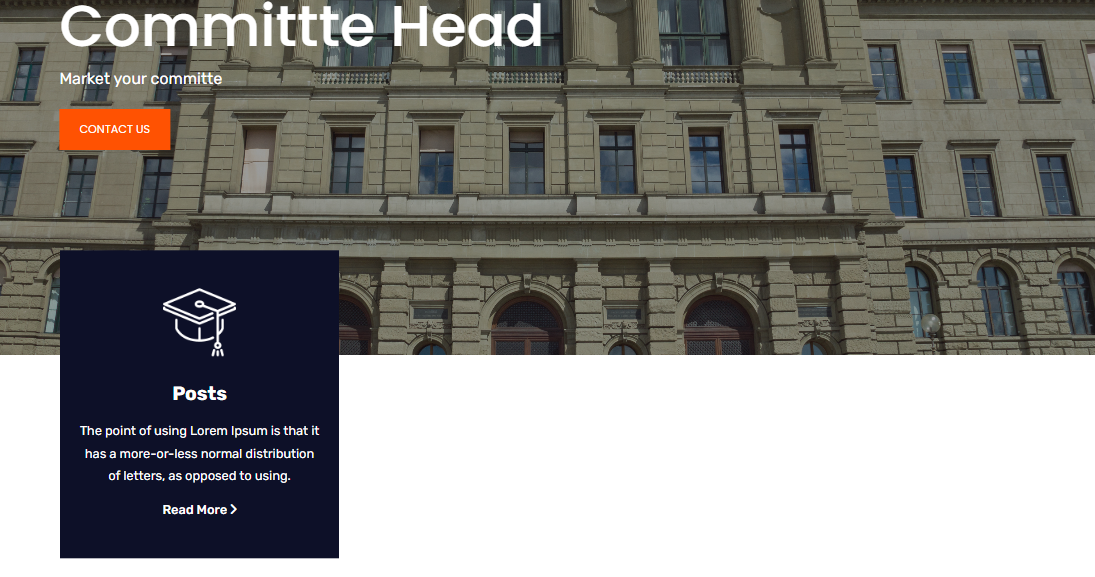 Committte Head
Market your committe
CONTACT US
Posts
The point of using Lorem Ipsum is that it
has a more-or-less normal distribution
of letters, as opposed to using.
Read More